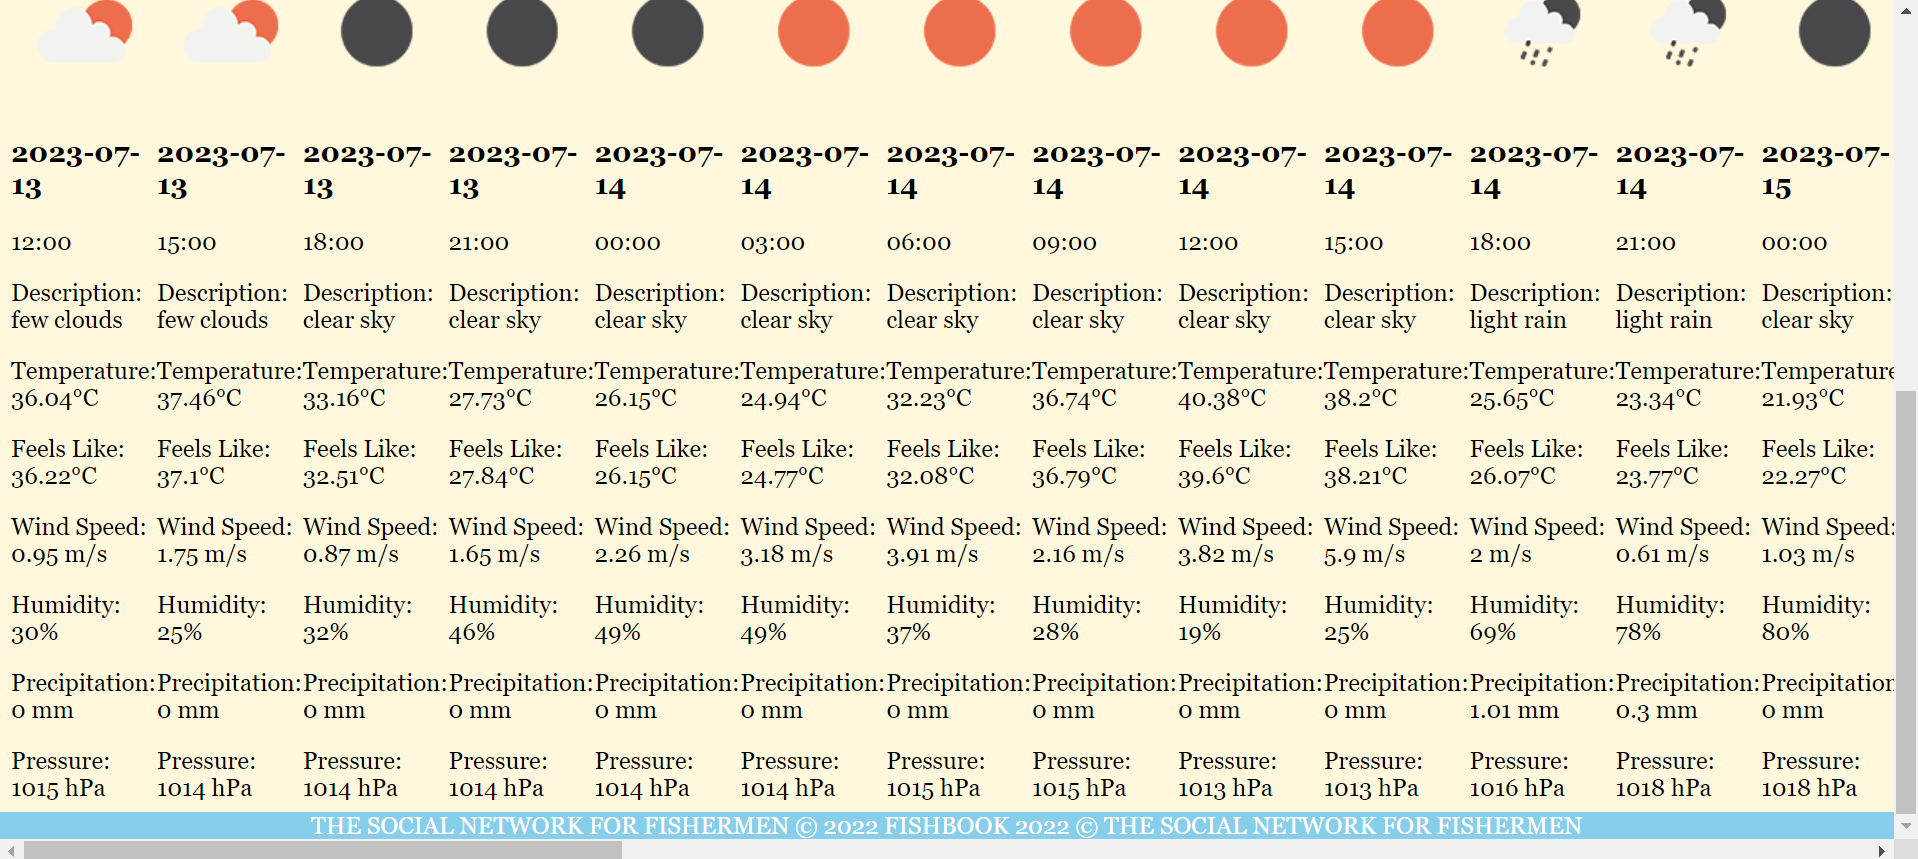 2023-07- 2023-07- 2023-07- 2023-07- 2023-07- 2023-07- 2023-07- 2023-07- 2023-07- 2023-07- 2023-07- 2023-07- 2023-07-
13 13 13 13 14 14 14 14 14 14 14 14 15
12:00 15:00 18:00 21:00 00:00 03:00 06:00 09:00 12:00 15:00 18:00 21:00 00:00
Description: Description: Description: Description: Description: Description: Description: Description: Description: Description: Description: Description: Description:
few clouds few clouds clear sky clear sky clear sky clear sky clear sky clear sky clear sky clear sky light rain light rain clear sky
Temperature: Temperature: Temperature: Temperature: Temperature: Temperature: Temperature: Temperature: Temperature: Temperature: Temperature: Temperature: Temperature
36.04°C 37.46°C 33.16°C 27.73°C 26.15°C 24.94°C 32.23°C 36.74°C 40.38°C 38.2°C 25.65°C 23.34°C 21.93°C
Feels Like: Feels Like: Feels Like: Feels Like: Feels Like: Feels Like: Feels Like: Feels Like: Feels Like: Feels Like: Feels Like: Feels Like: Feels Like:
36.22°C 37.1°C 32.51°C 27.84°C 26.15°C 24.77°C 32.08°C 36.79°C 39.6°C 38.21°C 26.07°C 23.77°C 22.27°C
Wind Speed: Wind Speed: Wind Speed: Wind Speed: Wind Speed: Wind Speed: Wind Speed: Wind Speed: Wind Speed: Wind Speed: Wind Speed: Wind Speed: Wind Speed:
0.95 m/s 1.75 m/s 0.87 m/s 1.65 m/s 2.26 m/s 3.18 m/s 3.91 m/s 2.16 m/s 3.82 m/s 5.9 m/s 2 m/s 0.61 m/s 1.03 m/s
Humidity: Humidity: Humidity: Humidity: Humidity: Humidity: Humidity: Humidity: Humidity: Humidity: Humidity: Humidity: Humidity:
30% 25% 32% 46% 49% 49% 37% 28% 19% 25% 69% 78% 80%
Precipitation: Precipitation: Precipitation: Precipitation: Precipitation: Precipitation: Precipitation: Precipitation: Precipitation: Precipitation: Precipitation: Precipitation: Precipitation
0 mm 0 mm 0 mm 0 mm 0 mm 0 mm 0 mm 0 mm 0 mm 0 mm 1.01 mm 0.3 mm 0 mm
Pressure: Pressure: Pressure: Pressure: Pressure: Pressure: Pressure: Pressure: Pressure: Pressure: Pressure: Pressure: Pressure:
1015 hPa 1014 hPa 1014 hPa 1014 hPa 1014 hPa 1014 hPa 1015 hPa 1015 hPa 1013 hPa 1013 hPa 1016 hPa 1018 hPa 1018 hPa
THE SOCIAL NETWORK FOR FISHERMEN © 2022 FISHBOOK 2022 © THE SOCIAL NETWORK FOR FISHERMEN